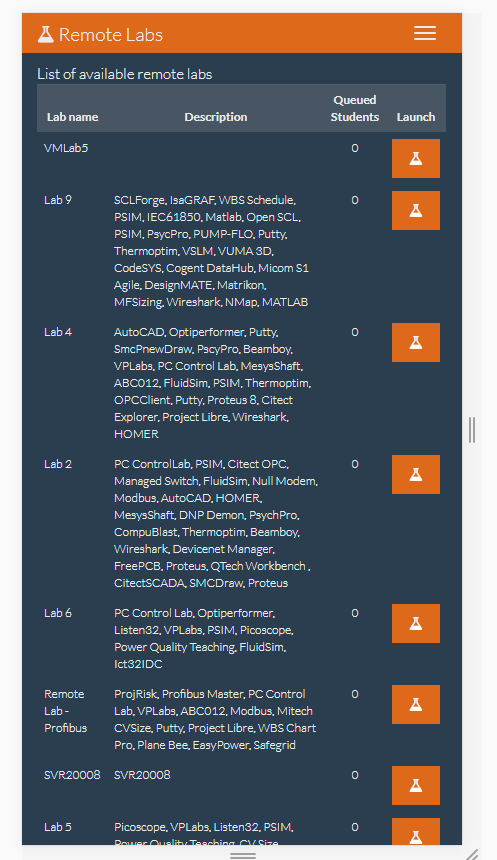 Remote Labs
List of available remote labs
Queued
Lab name Description Students Launch
VMLab5 0
Lab 9 SCLForge, IsaGRAF, WBS Schedule, 0
PSIM, IEC61850, Matlab, Open SCL,
PSIM, PsycPro, PUMP-FLO, Putty,
Thermoptim, VSLM, VUMA 3D,
CodeSYS, Cogent DataHub, Micom S1
Agile, DesignMATE, Matrikon,
MFSizing, Wireshark, NMap, MATLAB
Lab 4 AutoCAD, Optiperformer, Putty, 0
SmcPnewDraw, PscyPro, Beamboy,
VPLabs, PC Control Lab, MesysShaft,
ABC012, FluidSim, PSIM, Thermoptim,
OPCClient, Putty, Proteus 8, Citect
Explorer, Project Libre, Wireshark,
HOMER
Lab 2 PC ControlLab, PSIM, Citect OPC, 0
Managed Switch, FluidSim, Null Modem,
Modbus, AutoCAD, HOMER,
MesysShaft, DNP Demon, PsychPro,
CompuBlast, Thermoptim, Beamboy,
Wireshark, Devicenet Manager,
FreePCB, Proteus, QTech Workbench ,
CitectSCADA, SMCDraw, Proteus
Lab 6 PC Control Lab, Optiperformer, 0
Listen32, VPLabs, PSIM, Picoscope,
Power Quality Teaching, FluidSim,
Ict32IDC
Remote ProjRisk, Profibus Master, PC Control 0
Lab - Lab, VPLabs, ABC012, Modbus, Mitech
Profibus CVSize, Putty, Project Libre, WBS Chart
Pro, Plane Bee, EasyPower, Safegrid
SVR20008 SVR20008 0
Lab 5 Picoscope, VPLabs, Listen32, PSIM, 0
Power Quality Teaching, CV Size